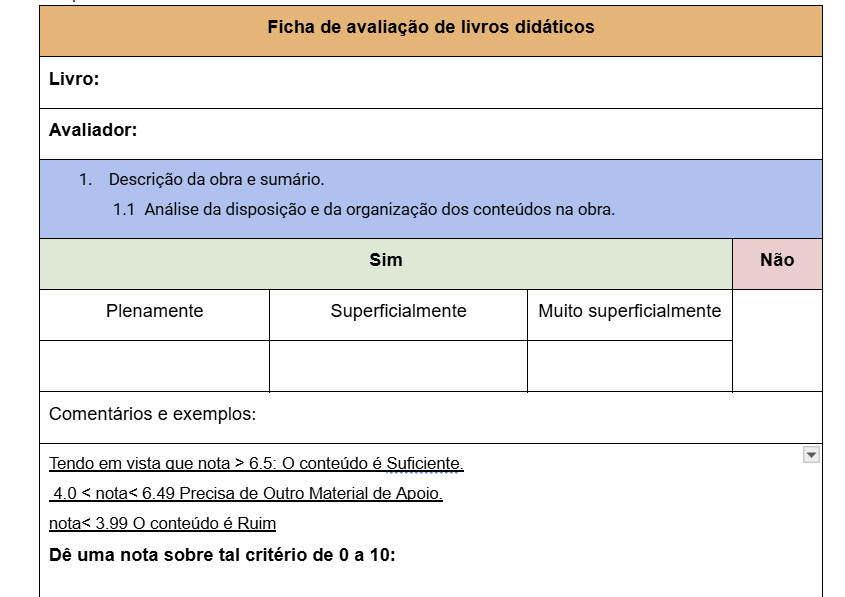 Ficha de avaliação de livros didáticos
Livro:
Avaliador:
1. Descrição da obra e sumário.
1.1 Análise da disposição e da organização dos conteúdos na obra.
Sim Não
Plenamente Superficialmente Muito superficialmente
Comentários e exemplos:
Tendo em vista que nota > 6.5: O conteúdo é Suficiente.
4.0 < nota< 6.49 Precisa de Outro Material de Apoio.
nota< 3.99 O conteúdo é Ruim
Dê uma nota sobre tal critério de 0 a 10: